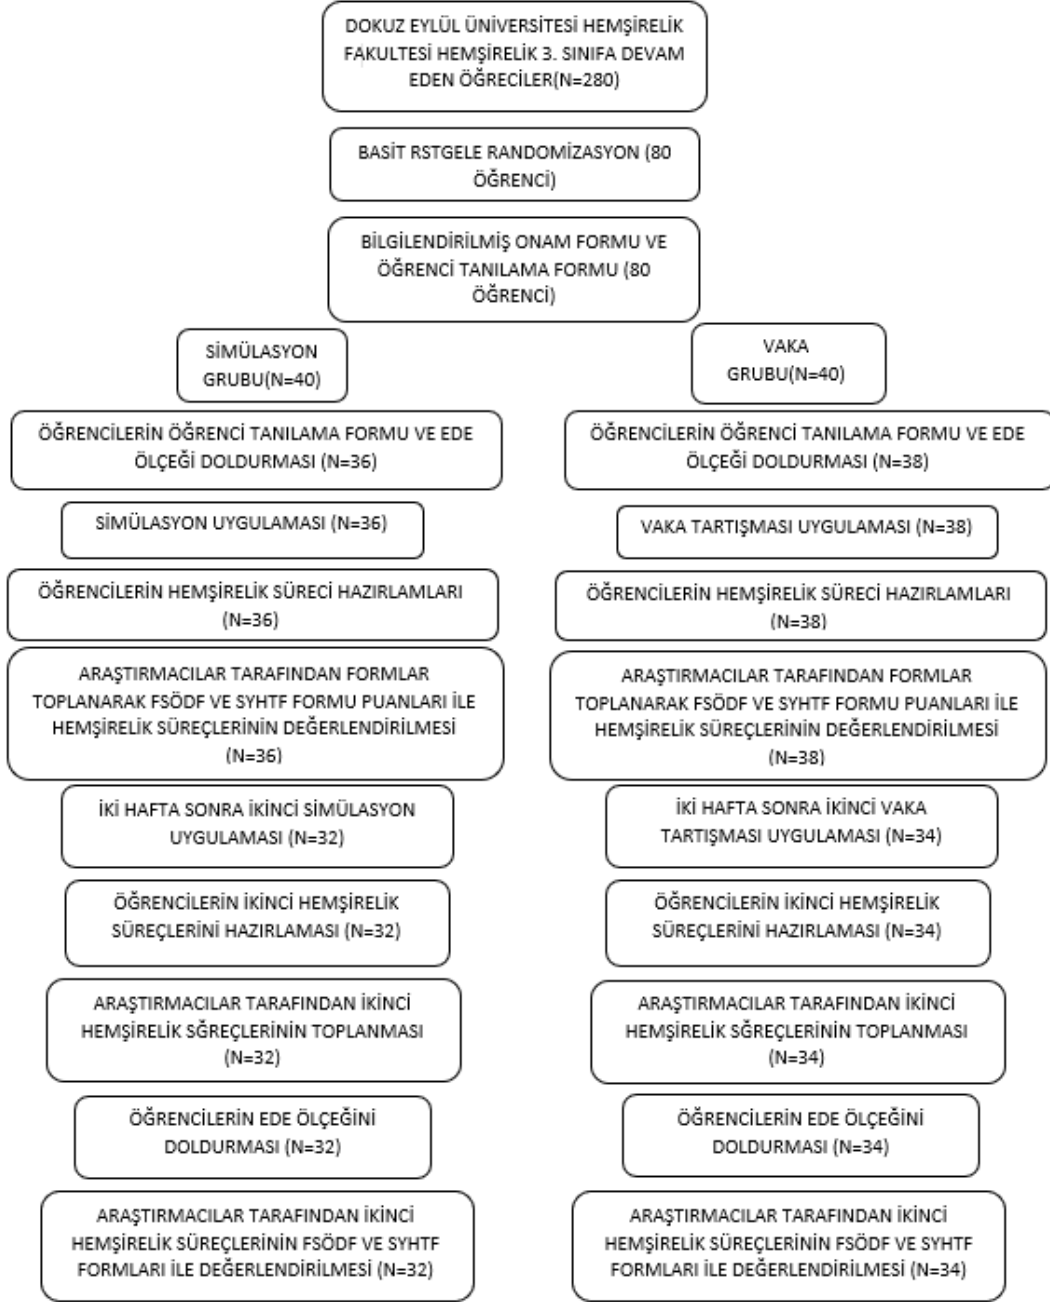 DOKUZ EYLÜL ÜNİVERSİTESİ HEMŞİRELİK
FAKULTESİ HEMŞİRELİK 3. SINIFA DEVAM
EDEN ÖĞRECİLER(N=280)
BASİT RSTGELE RANDOMİZASYON (80
ÖĞRENCİ)
BİLGİLENDİRİLMİŞ ONAM FORMU VE
ÖĞRENCİ TANILAMA FORMU (80
ÖĞRENCİ)
SİMÜLASYON
GRUBU(N=40)
VAKA
GRUBU(N=40)
ÖĞRENCİLERİN ÖĞRENCİ TANILAMA FORMU VE EDE
ÖLÇEĞİ DOLDURMASI (N=36)
ÖĞRENCİLERİN ÖĞRENCİ TANILAMA FORMU VE EDE
ÖLÇEĞİ DOLDURMASI (N=38)
SİMÜLASYON UYGULAMASI (N=36)
VAKA TARTIŞMASI UYGULAMASI (N=38)
ÖĞRENCİLERİN HEMŞİRELİK SÜRECİ HAZIRLAMLARI
(N=36)
ÖĞRENCİLERİN HEMŞİRELİK SÜRECİ HAZIRLAMLARI
(N=38)
ARAŞTIRMACILAR TARAFINDAN FORMLAR
TOPLANARAK FSÖDF VE SYHTF FORMU PUANLARI İLE
HEMŞİRELİK SÜREÇLERİNİN DEĞERLENDİRİLMESİ
(N=36)
ARAŞTIRMACILAR TARAFINDAN FORMLAR
TOPLANARAK FSÖDF VE SYHTF FORMU PUANLARI İLE
HEMŞİRELİK SÜREÇLERİNİN DEĞERLENDİRİLMESİ
(N=38)
İKİ HAFTA SONRA İKİNCİ SİMÜLASYON
UYGULAMASI (N=32)
İKİ HAFTA SONRA İKİNCİ VAKA
TARTIŞMASI UYGULAMASI (N=34)
ÖĞRENCİLERİN İKİNCİ HEMŞİRELİK
SÜREÇLERİNİ HAZIRLAMASI (N=32)
ÖĞRENCİLERİN İKİNCİ HEMŞİRELİK
SÜREÇLERİNİ HAZIRLAMASI (N=34)
ARAŞTIRMACILAR TARAFINDAN İKİNCİ
HEMŞİRELİK SĞREÇLERİNİN TOPLANMASI
(N=32)
ARAŞTIRMACILAR TARAFINDAN İKİNCİ
HEMŞİRELİK SĞREÇLERİNİN TOPLANMASI
(N=34)
ÖĞRENCİLERİN EDE ÖLÇEĞİNİ
DOLDURMASI (N=32)
ÖĞRENCİLERİN EDE ÖLÇEĞİNİ
DOLDURMASI (N=34)
ARAŞTIRMACILAR TARAFINDAN İKİNCİ
HEMŞİRELİK SÜREÇLERİNİN FSÖDF VE SYHTF
FORMLARI İLE DEĞERLENDİRİLMESİ (N=32)
ARAŞTIRMACILAR TARAFINDAN İKİNCİ
HEMŞİRELİK SÜREÇLERİNİN FSÖDF VE SYHTF
FORMLARI İLE DEĞERLENDİRİLMESİ (N=34)